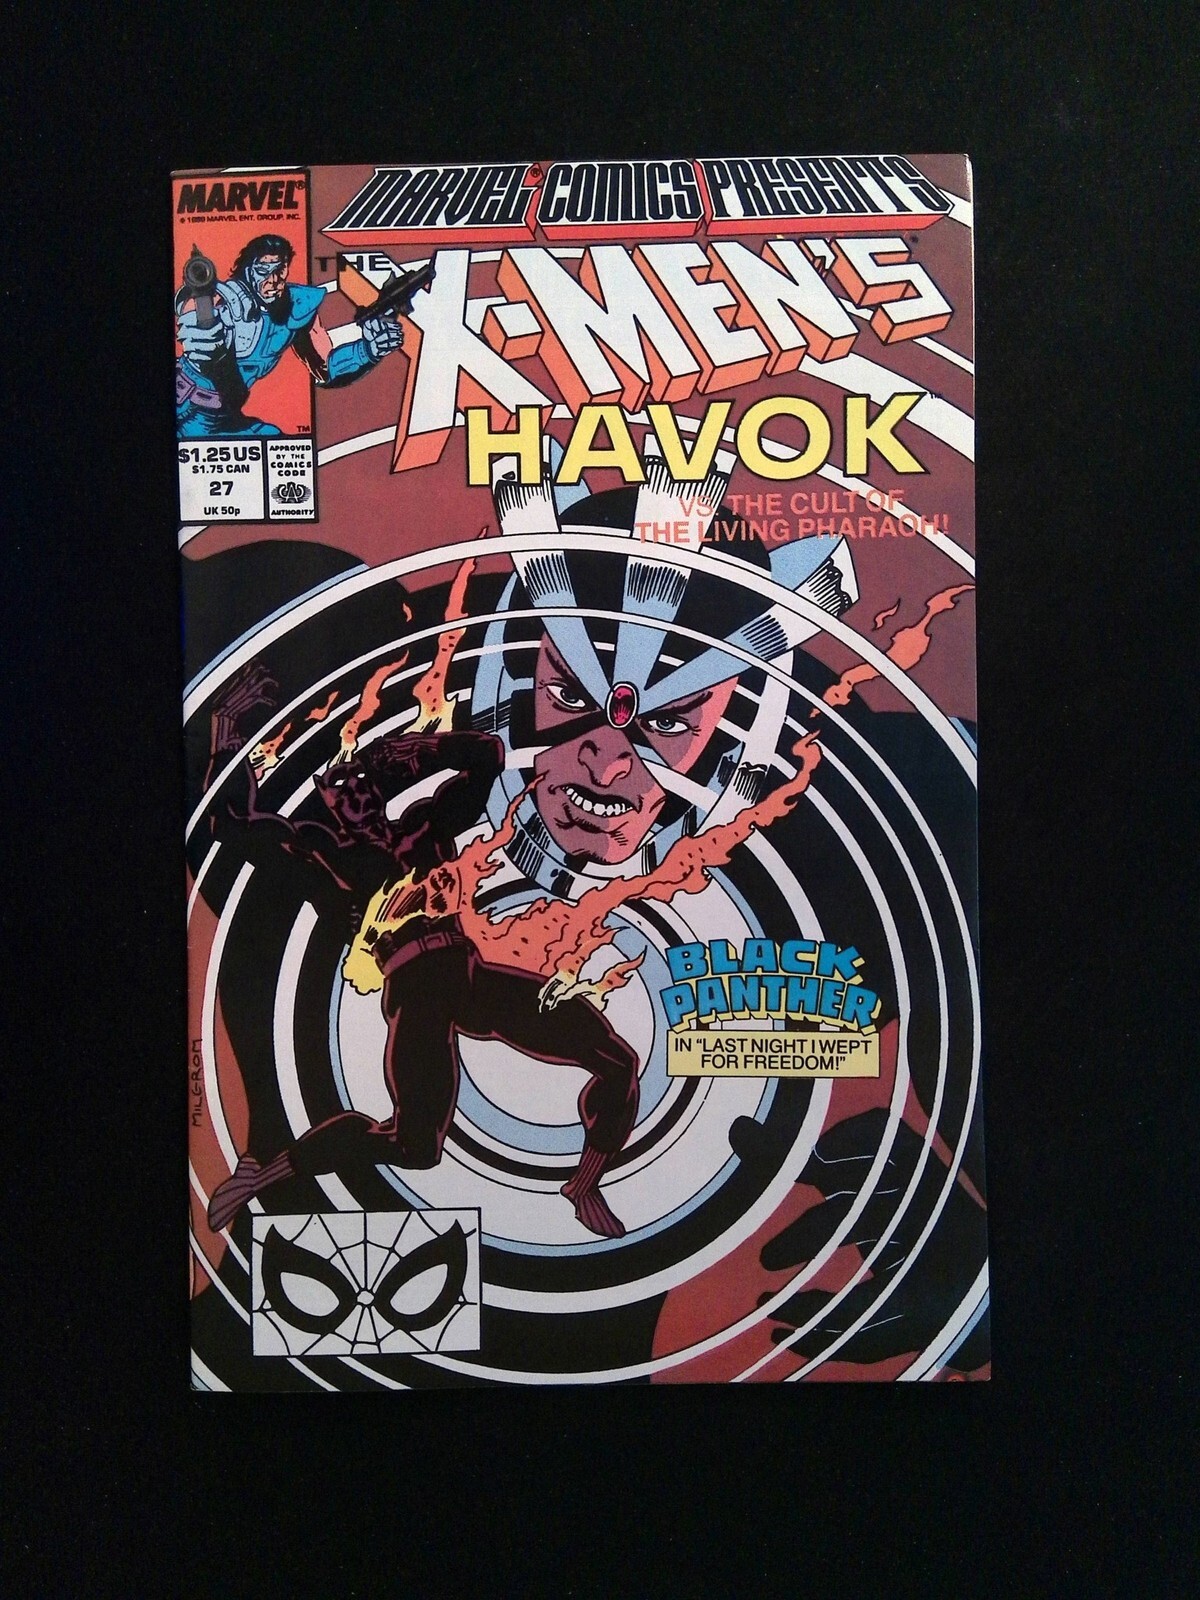 MARVEL®
© 1989 MARVEL ENT. GROUP, INC.
MARVEL® COMICS PRESENTS
THE
X-MEN'S
HAVOK
VS. THE CULT OF
THE LIVING PHARAOH!
TM
$1.25 US
$1.75 CAN
27
UK 50p
APPROVED
BY THE
COMICS
CODE
AUTHORITY
BLACK
PANTHER
IN "LAST NIGHT I WEPT
FOR FREEDOM!"
MILGROM